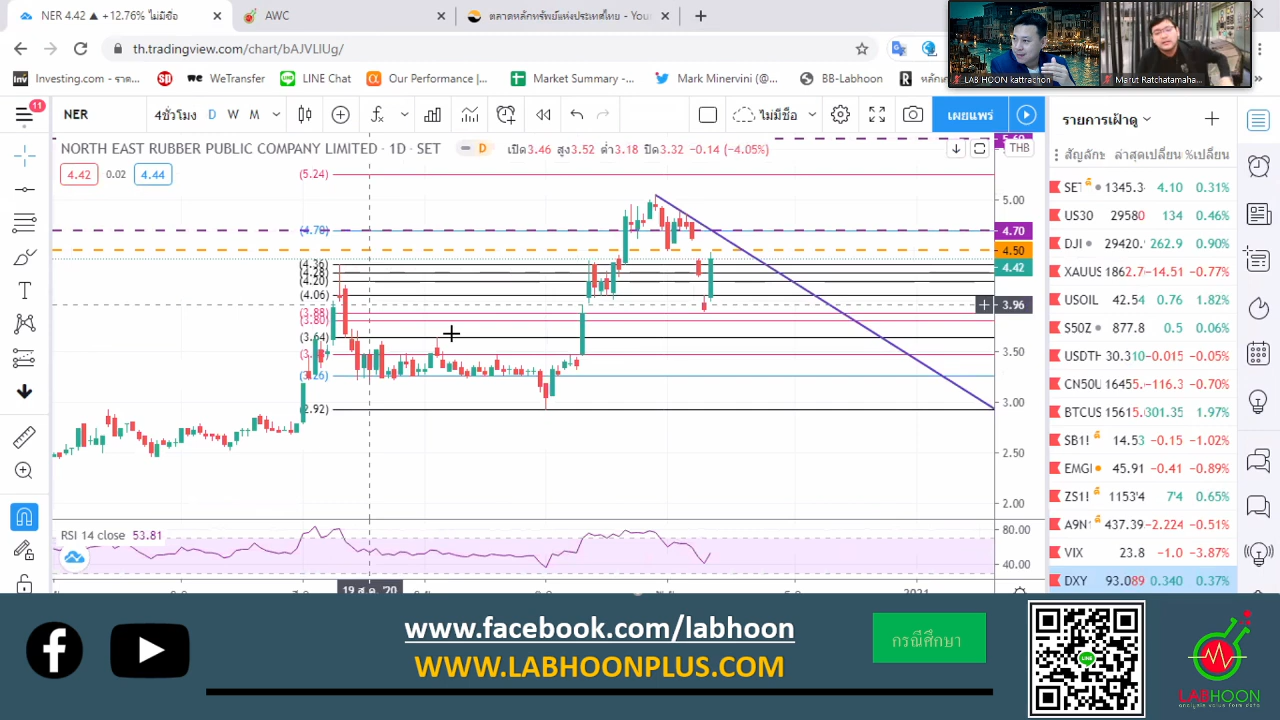 NER 4.42 ▲ +12.76% ไม่มีชื่อ
AWC
ตลาดหลักทรัพย์แห่งประเทศไทย - You
th.tradingview.com/chart/bAJVLlUg/
Investing.com - ราค...
WeTransfer
LINE Chat
Our Performance |...
Market Summary -...
Mark Minervini (@...
BB-Labhoon
LAB HOON kattrachon
Marut Ratchatamaha...
11
NER
4ชั่วโมง
D
W
M
ไม่มีชื่อ
เผยแพร่
รายการเฝ้าดู
NORTH EAST RUBBER PUBLIC COMPANY LIMITED · 1D · SET
D
เปิด3.46 สูง3.52 ต่ำ3.18 ปิด3.32 −0.14 (−4.05%)
THB
4.42
0.02
4.44
(5.24)
(4.70)
(4.20)
(4.06)
(3.64)
(3.26)
(2.92)
5.60
5.00
4.70
4.50
4.42
3.96
3.50
3.00
2.50
2.00
RSI 14 close 53.81
80.00
40.00
19 ส.ค. '20
2021
สัญลักษ ล่าสุด เปลี่ยน %เปลี่ยน
SET 1345.3 4.10 0.31%
US30 29580 134 0.46%
DJI 29420. 262.9 0.90%
XAUUS 1862.7 -14.51 -0.77%
USOIL 42.54 0.76 1.82%
S50Z 877.8 0.5 0.06%
USDTH 30.310 -0.015 -0.05%
CN50U 16455. -116.3 -0.70%
BTCUS 15615. 301.35 1.97%
SB1! 14.53 -0.15 -1.02%
EMGI 45.91 -0.41 -0.89%
ZS1! 1153'4 7'4 0.65%
A9N1 437.39 -2.224 -0.51%
VIX 23.8 -1.0 -3.87%
DXY 93.089 0.340 0.37%
www.facebook.com/labhoon
WWW.LABHOONPLUS.COM
กรณีศึกษา
LINE
LABHOON
analysis value form data